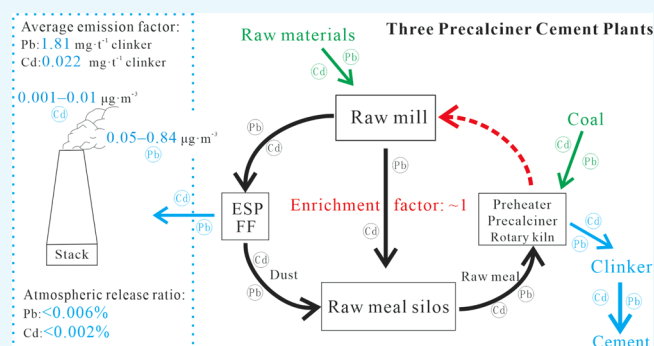 Three Precalciner Cement Plants
Average emission factor:
Pb:1.81 mg·t⁻¹ clinker
Cd:0.022 mg·t⁻¹ clinker
0.001–0.01 μg·m⁻³
Cd
0.05–0.84 μg·m⁻³
Pb
Stack
Atmospheric release ratio:
Pb:<0.006%
Cd:<0.002%
Cd
Pb
Raw materials
Cd
Pb
Raw mill
Pb
Cd
Pb
Cd
ESP
FF
Enrichment factor: ~1
Cd
Pb
Dust
Raw meal silos
Raw meal
Cd
Pb
Coal
Cd
Pb
Preheater
Precalciner
Rotary kiln
Cd
Pb
Clinker
Cd
Pb
Cement